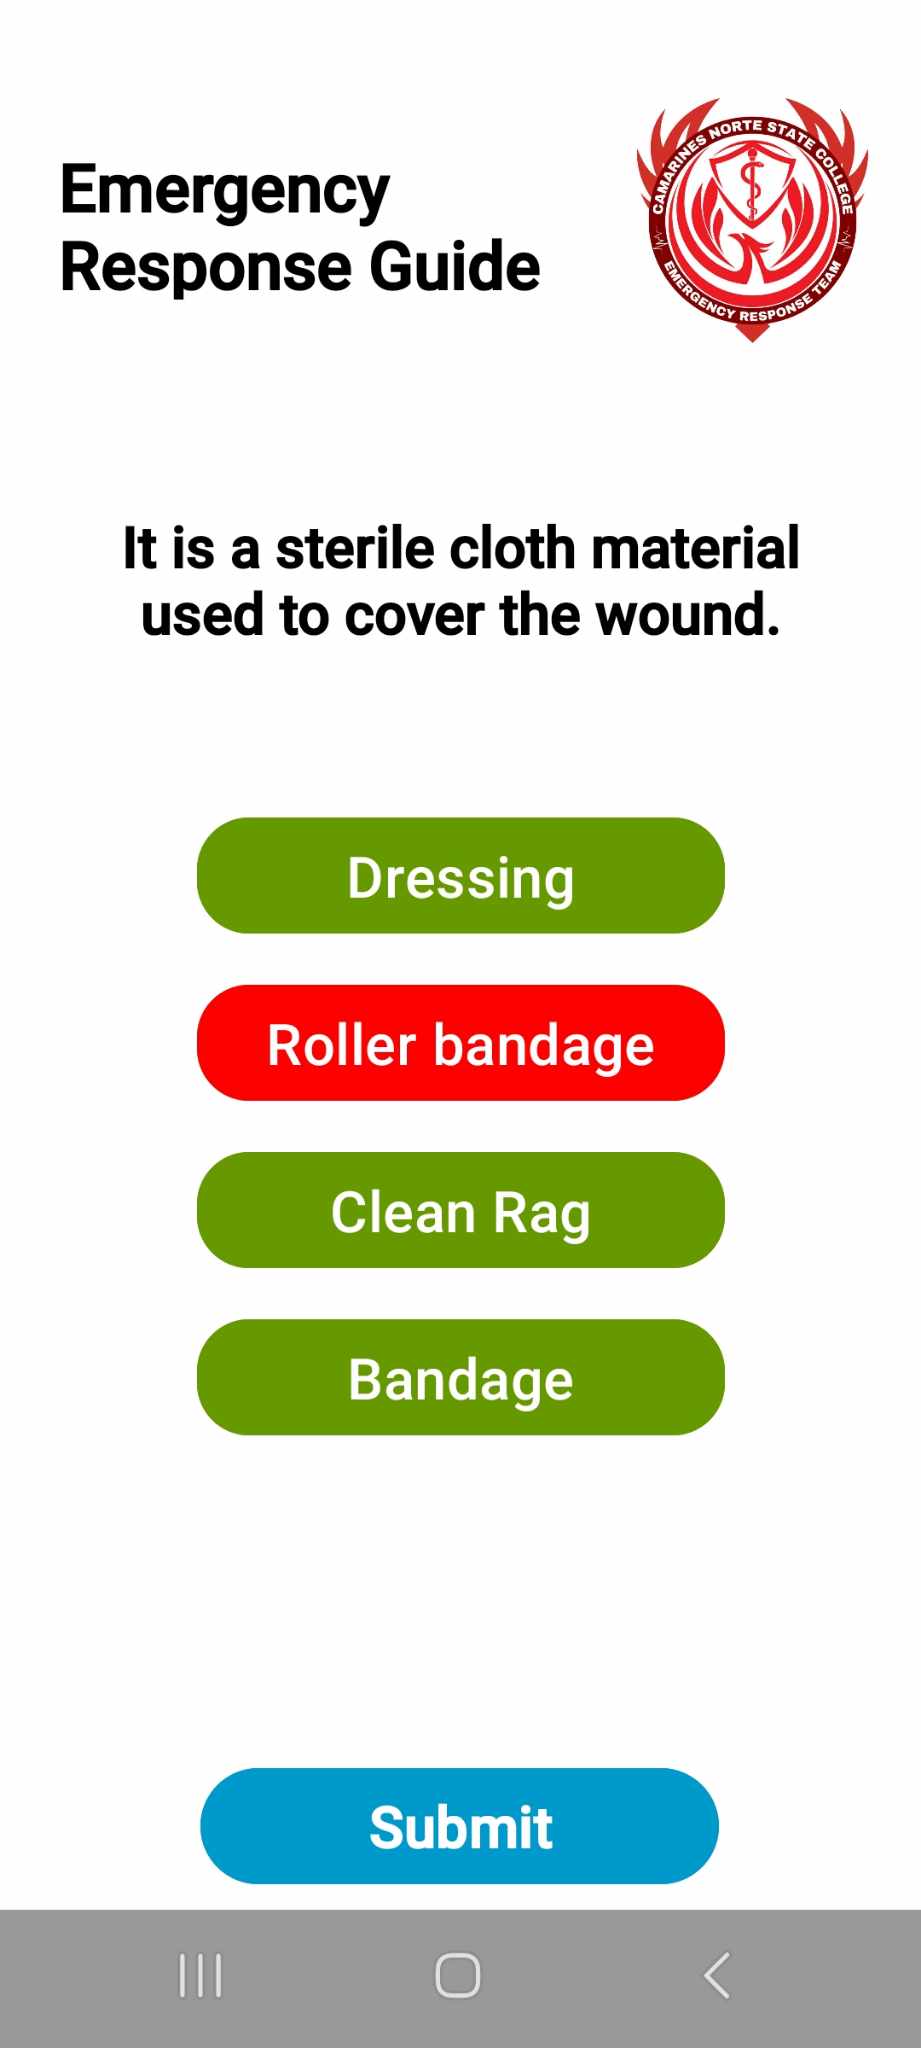 Emergency
Response Guide
CAMARINES NORTE STATE COLLEGE
EMERGENCY RESPONSE TEAM
It is a sterile cloth material
used to cover the wound.
Dressing
Roller bandage
Clean Rag
Bandage
Submit